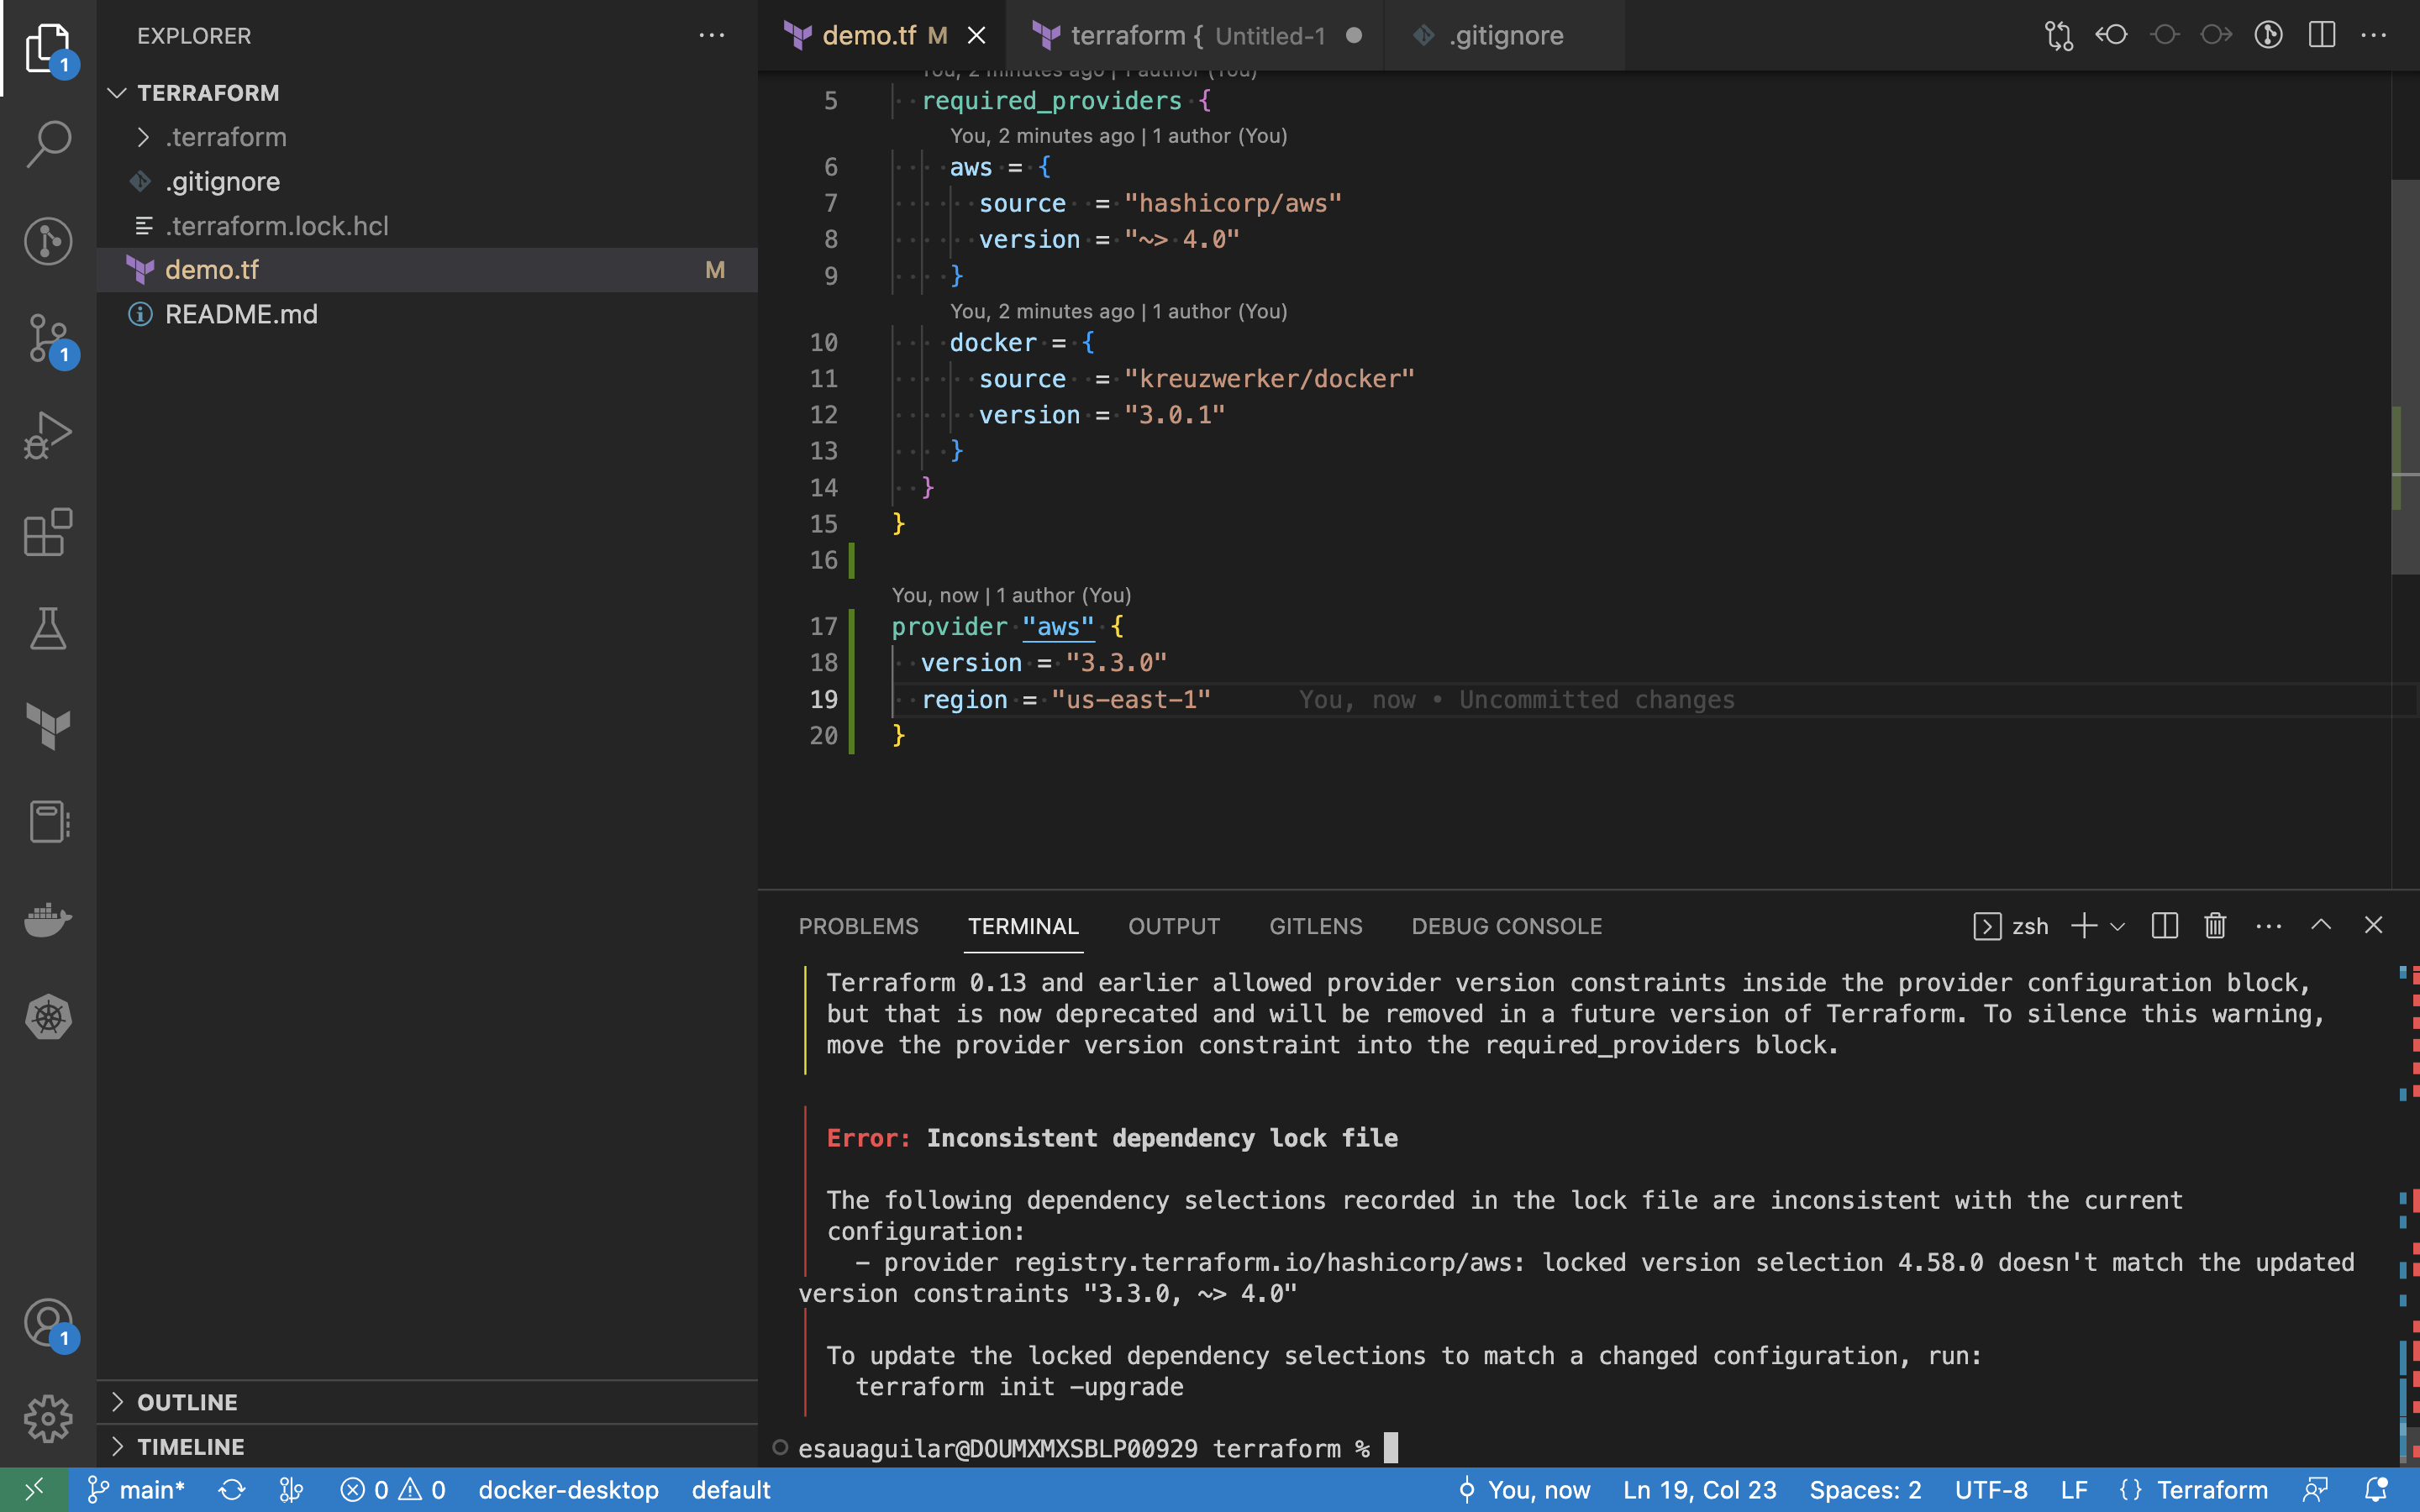 EXPLORER
TERRAFORM
.terraform
.gitignore
.terraform.lock.hcl
demo.tf M
README.md
OUTLINE
TIMELINE
1
1
1
demo.tf M
terraform { Untitled-1
.gitignore
You, 2 minutes ago | 1 author (You)
5 required_providers {
You, 2 minutes ago | 1 author (You)
6 aws = {
7 source = "hashicorp/aws"
8 version = "~> 4.0"
9 }
You, 2 minutes ago | 1 author (You)
10 docker = {
11 source = "kreuzwerker/docker"
12 version = "3.0.1"
13 }
14 }
15 }
16
You, now | 1 author (You)
17 provider "aws" {
18 version = "3.3.0"
19 region = "us-east-1" You, now • Uncommitted changes
20 }
PROBLEMS TERMINAL OUTPUT GITLENS DEBUG CONSOLE zsh
Terraform 0.13 and earlier allowed provider version constraints inside the provider configuration block,
but that is now deprecated and will be removed in a future version of Terraform. To silence this warning,
move the provider version constraint into the required_providers block.
Error: Inconsistent dependency lock file
The following dependency selections recorded in the lock file are inconsistent with the current
configuration:
- provider registry.terraform.io/hashicorp/aws: locked version selection 4.58.0 doesn't match the updated
version constraints "3.3.0, ~> 4.0"
To update the locked dependency selections to match a changed configuration, run:
terraform init -upgrade
esauaguilar@DOUMXMXSBLP00929 terraform %
main* 0 0 docker-desktop default You, now Ln 19, Col 23 Spaces: 2 UTF-8 LF {} Terraform